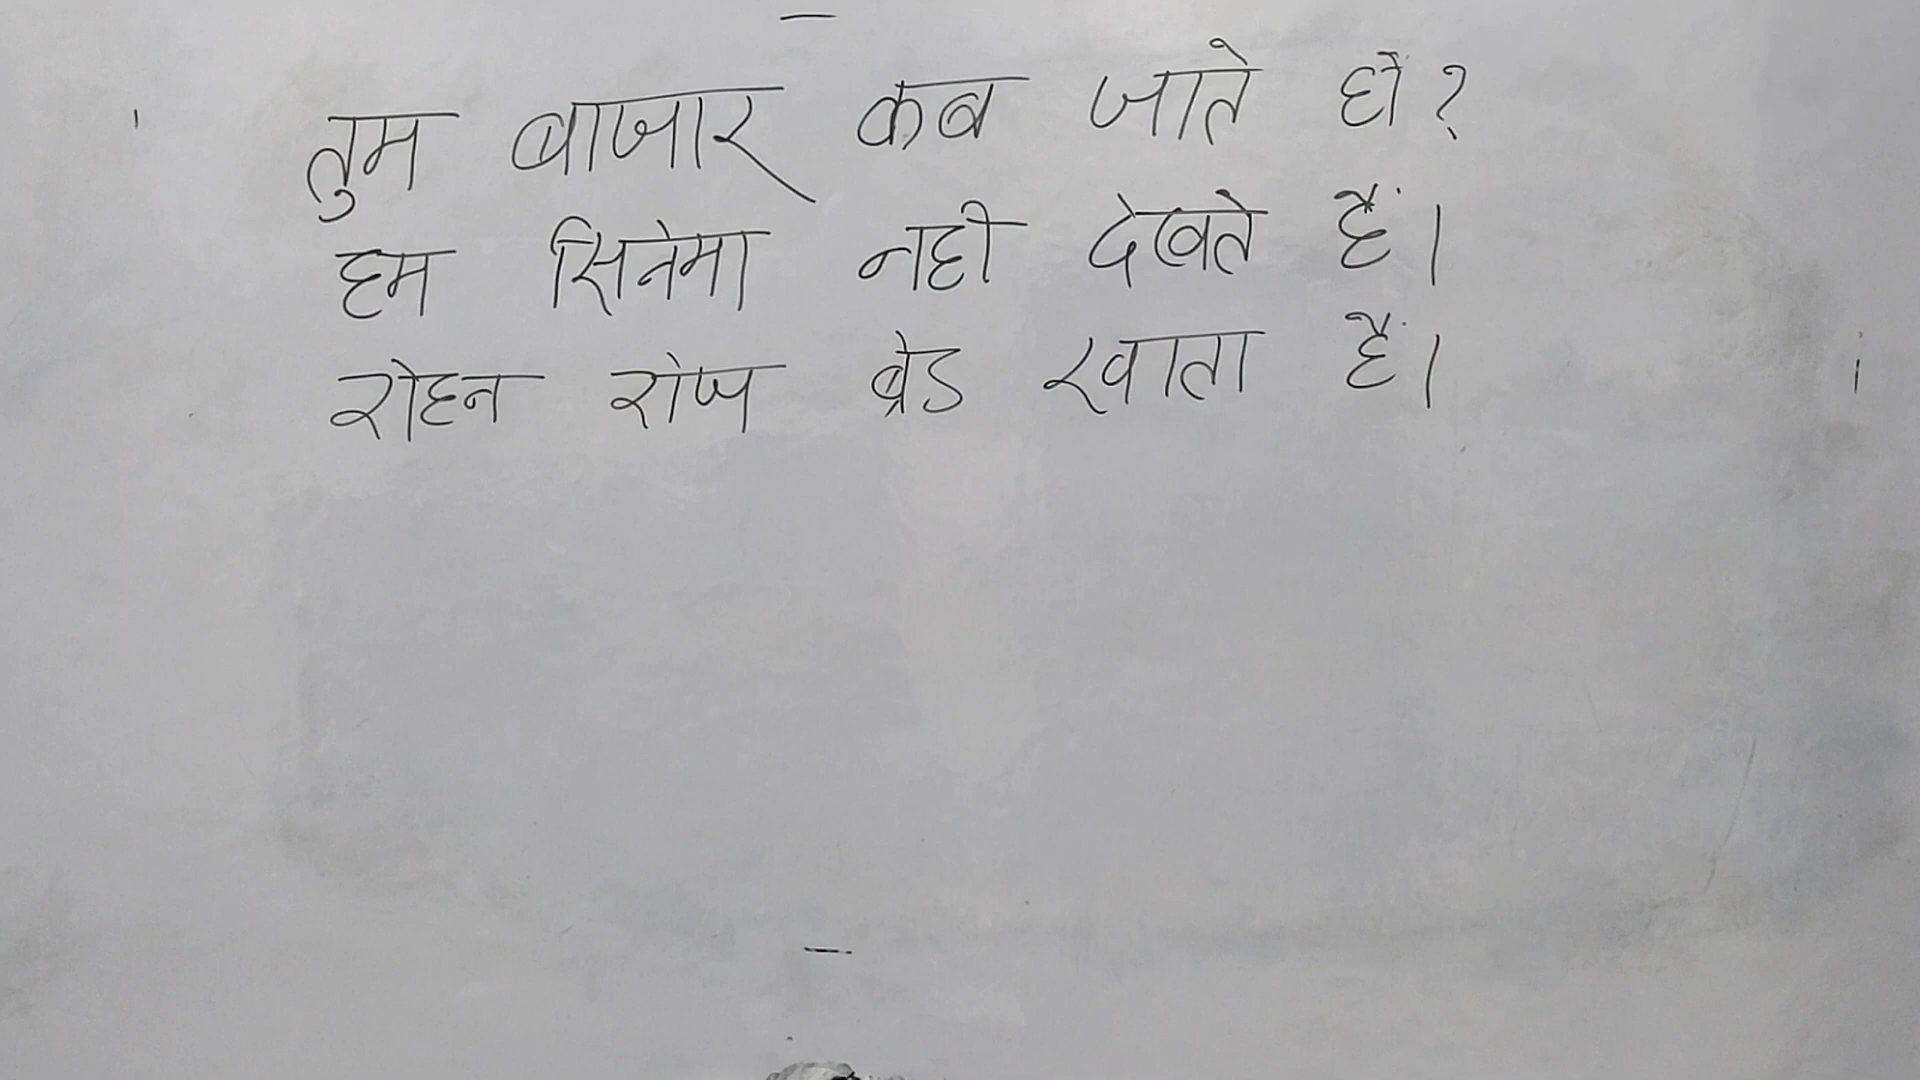 तुम बाजार कब जाते हो?
हम सिनेमा नही देखते हैं।
रोहन रोज ब्रेड खाता हैं।